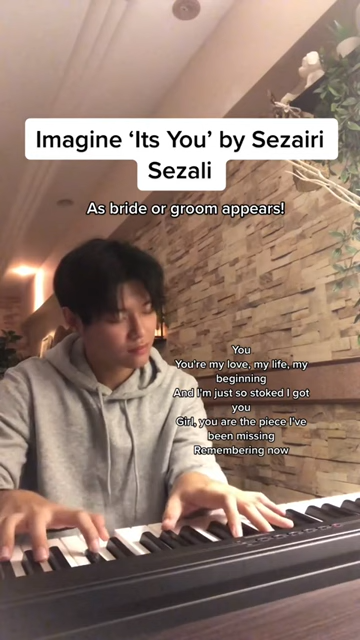 Imagine ‘Its You’ by Sezairi
Sezali
As bride or groom appears!
You
You're my love, my life, my
beginning
And I'm just so stoked I got
you
Girl, you are the piece I've
been missing
Remembering now